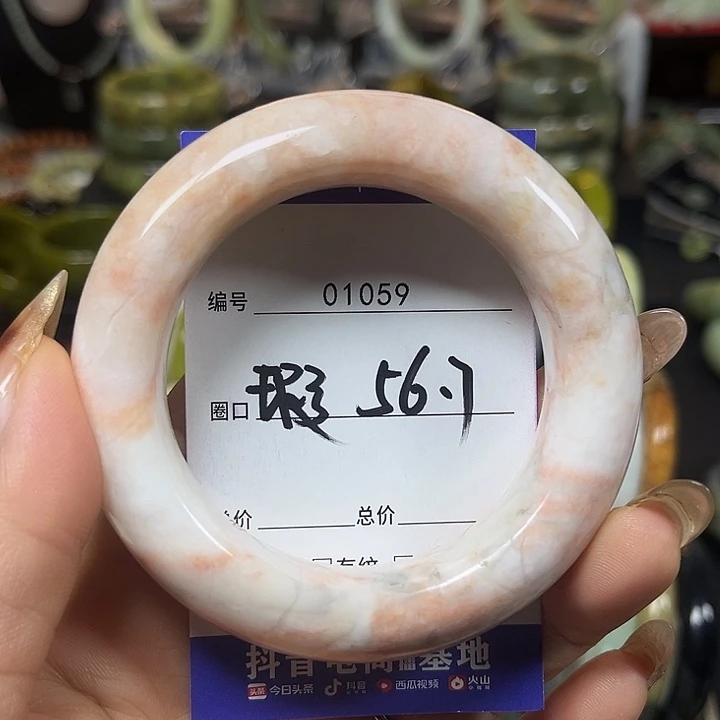 编号 01059
圈口 56.7
价 总价
抖音电商 基地
今日头条 抖音 西瓜视频 火山